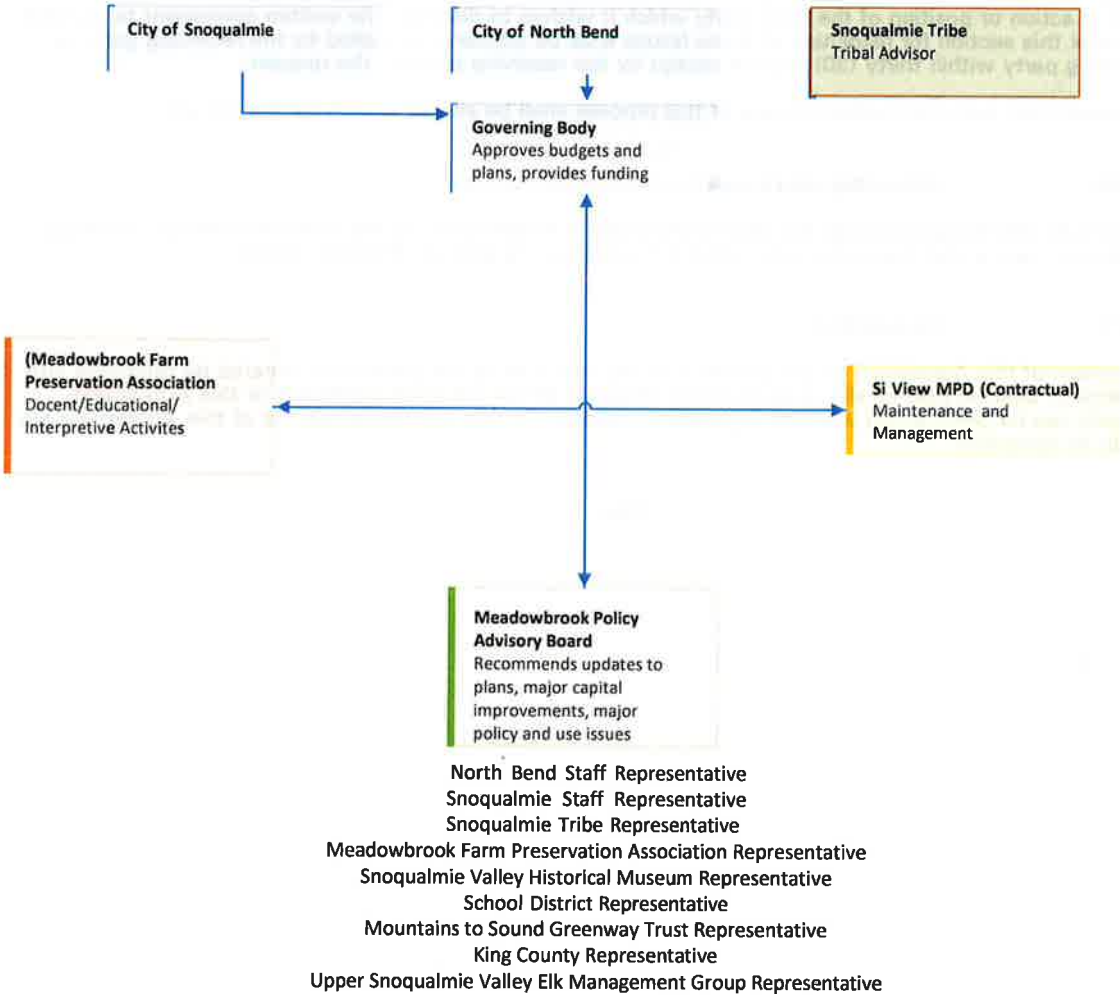 City of Snoqualmie
City of North Bend
Snoqualmie Tribe
Tribal Advisor
Governing Body
Approves budgets and
plans, provides funding
(Meadowbrook Farm
Preservation Association
Docent/Educational/
Interpretive Activites
Si View MPD (Contractual)
Maintenance and
Management
Meadowbrook Policy
Advisory Board
Recommends updates to
plans, major capital
improvements, major
policy and use issues
North Bend Staff Representative
Snoqualmie Staff Representative
Snoqualmie Tribe Representative
Meadowbrook Farm Preservation Association Representative
Snoqualmie Valley Historical Museum Representative
School District Representative
Mountains to Sound Greenway Trust Representative
King County Representative
Upper Snoqualmie Valley Elk Management Group Representative